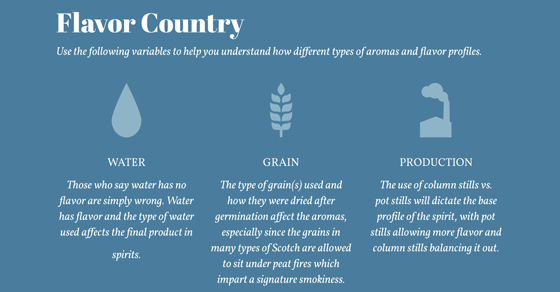 Flavor Country
Use the following variables to help you understand how different types of aromas and flavor profiles.
WATER
Those who say water has no
flavor are simply wrong. Water
has flavor and the type of water
used affects the final product in
spirits.
GRAIN
The type of grain(s) used and
how they were dried after
germination affect the aromas,
especially since the grains in
many types of Scotch are allowed
to sit under peat fires which
impart a signature smokiness.
PRODUCTION
The use of column stills vs.
pot stills will dictate the base
profile of the spirit, with pot
stills allowing more flavor and
column stills balancing it out.